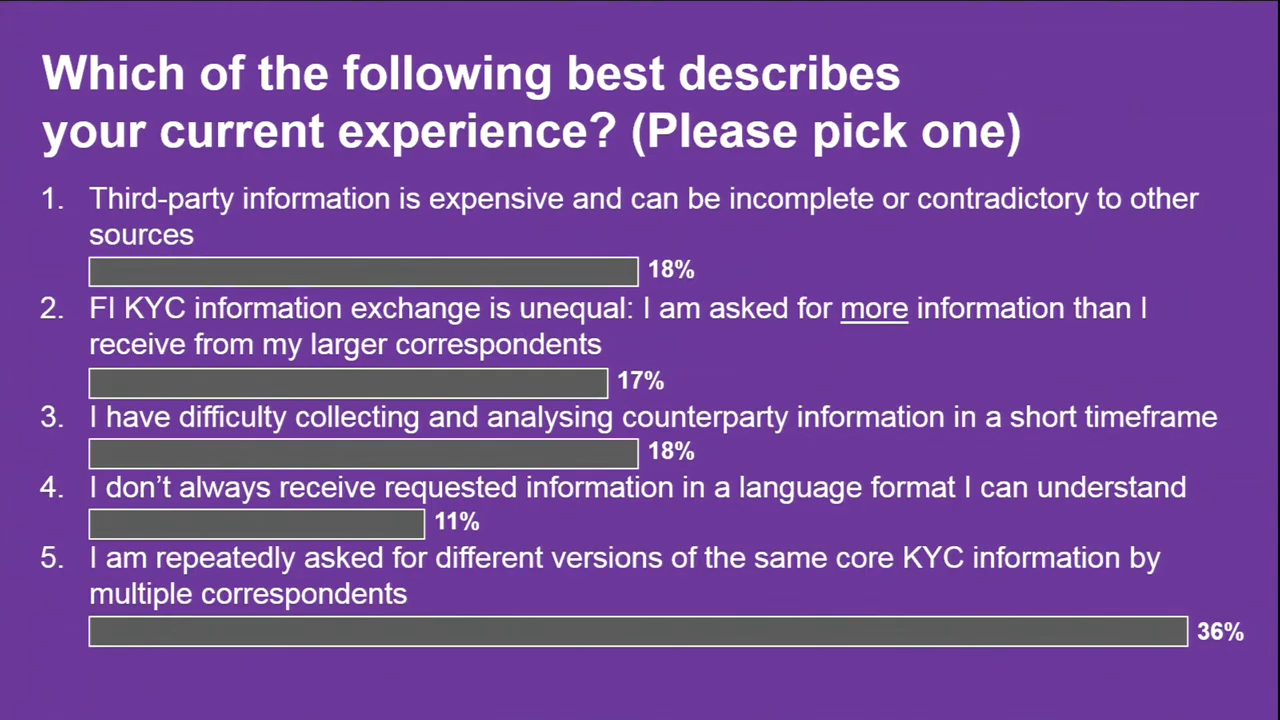 Which of the following best describes
your current experience? (Please pick one)
1. Third-party information is expensive and can be incomplete or contradictory to other
sources
18%
2. FI KYC information exchange is unequal: I am asked for more information than I
receive from my larger correspondents
17%
3. I have difficulty collecting and analysing counterparty information in a short timeframe
18%
4. I don’t always receive requested information in a language format I can understand
11%
5. I am repeatedly asked for different versions of the same core KYC information by
multiple correspondents
36%